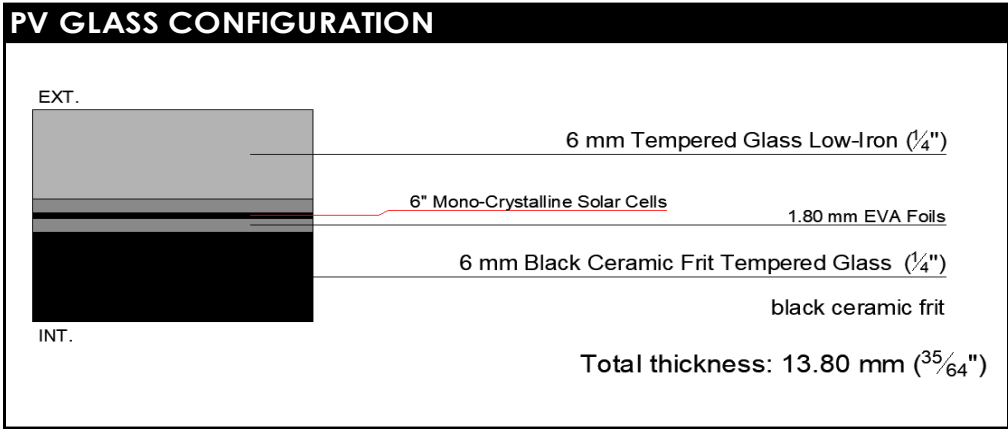 PV GLASS CONFIGURATION
EXT.
6 mm Tempered Glass Low-Iron (¼")
6" Mono-Crystalline Solar Cells
1.80 mm EVA Foils
6 mm Black Ceramic Frit Tempered Glass (¼")
black ceramic frit
INT.
Total thickness: 13.80 mm (³⁵⁄₆₄")